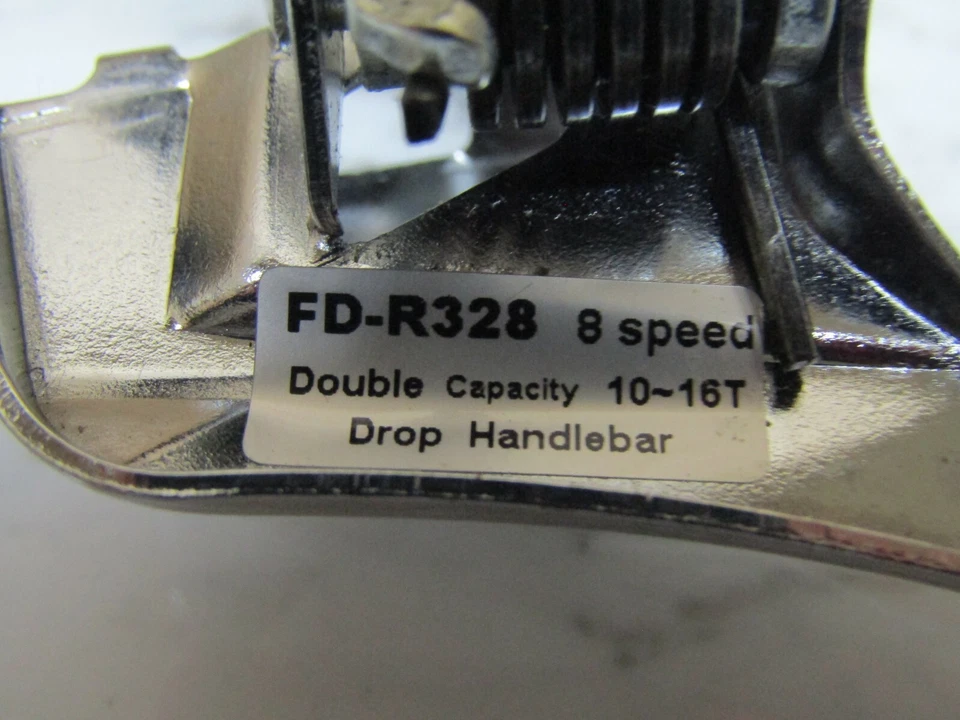 FD-R328 8 speed
Double Capacity 10~16T
Drop Handlebar